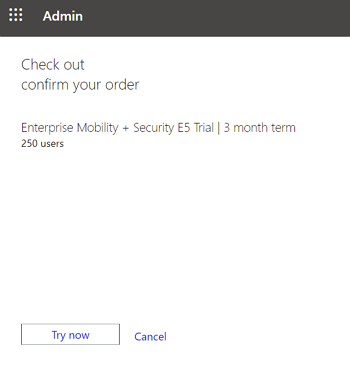 Admin
Check out
confirm your order
Enterprise Mobility + Security E5 Trial | 3 month term
250 users
Try now
Cancel